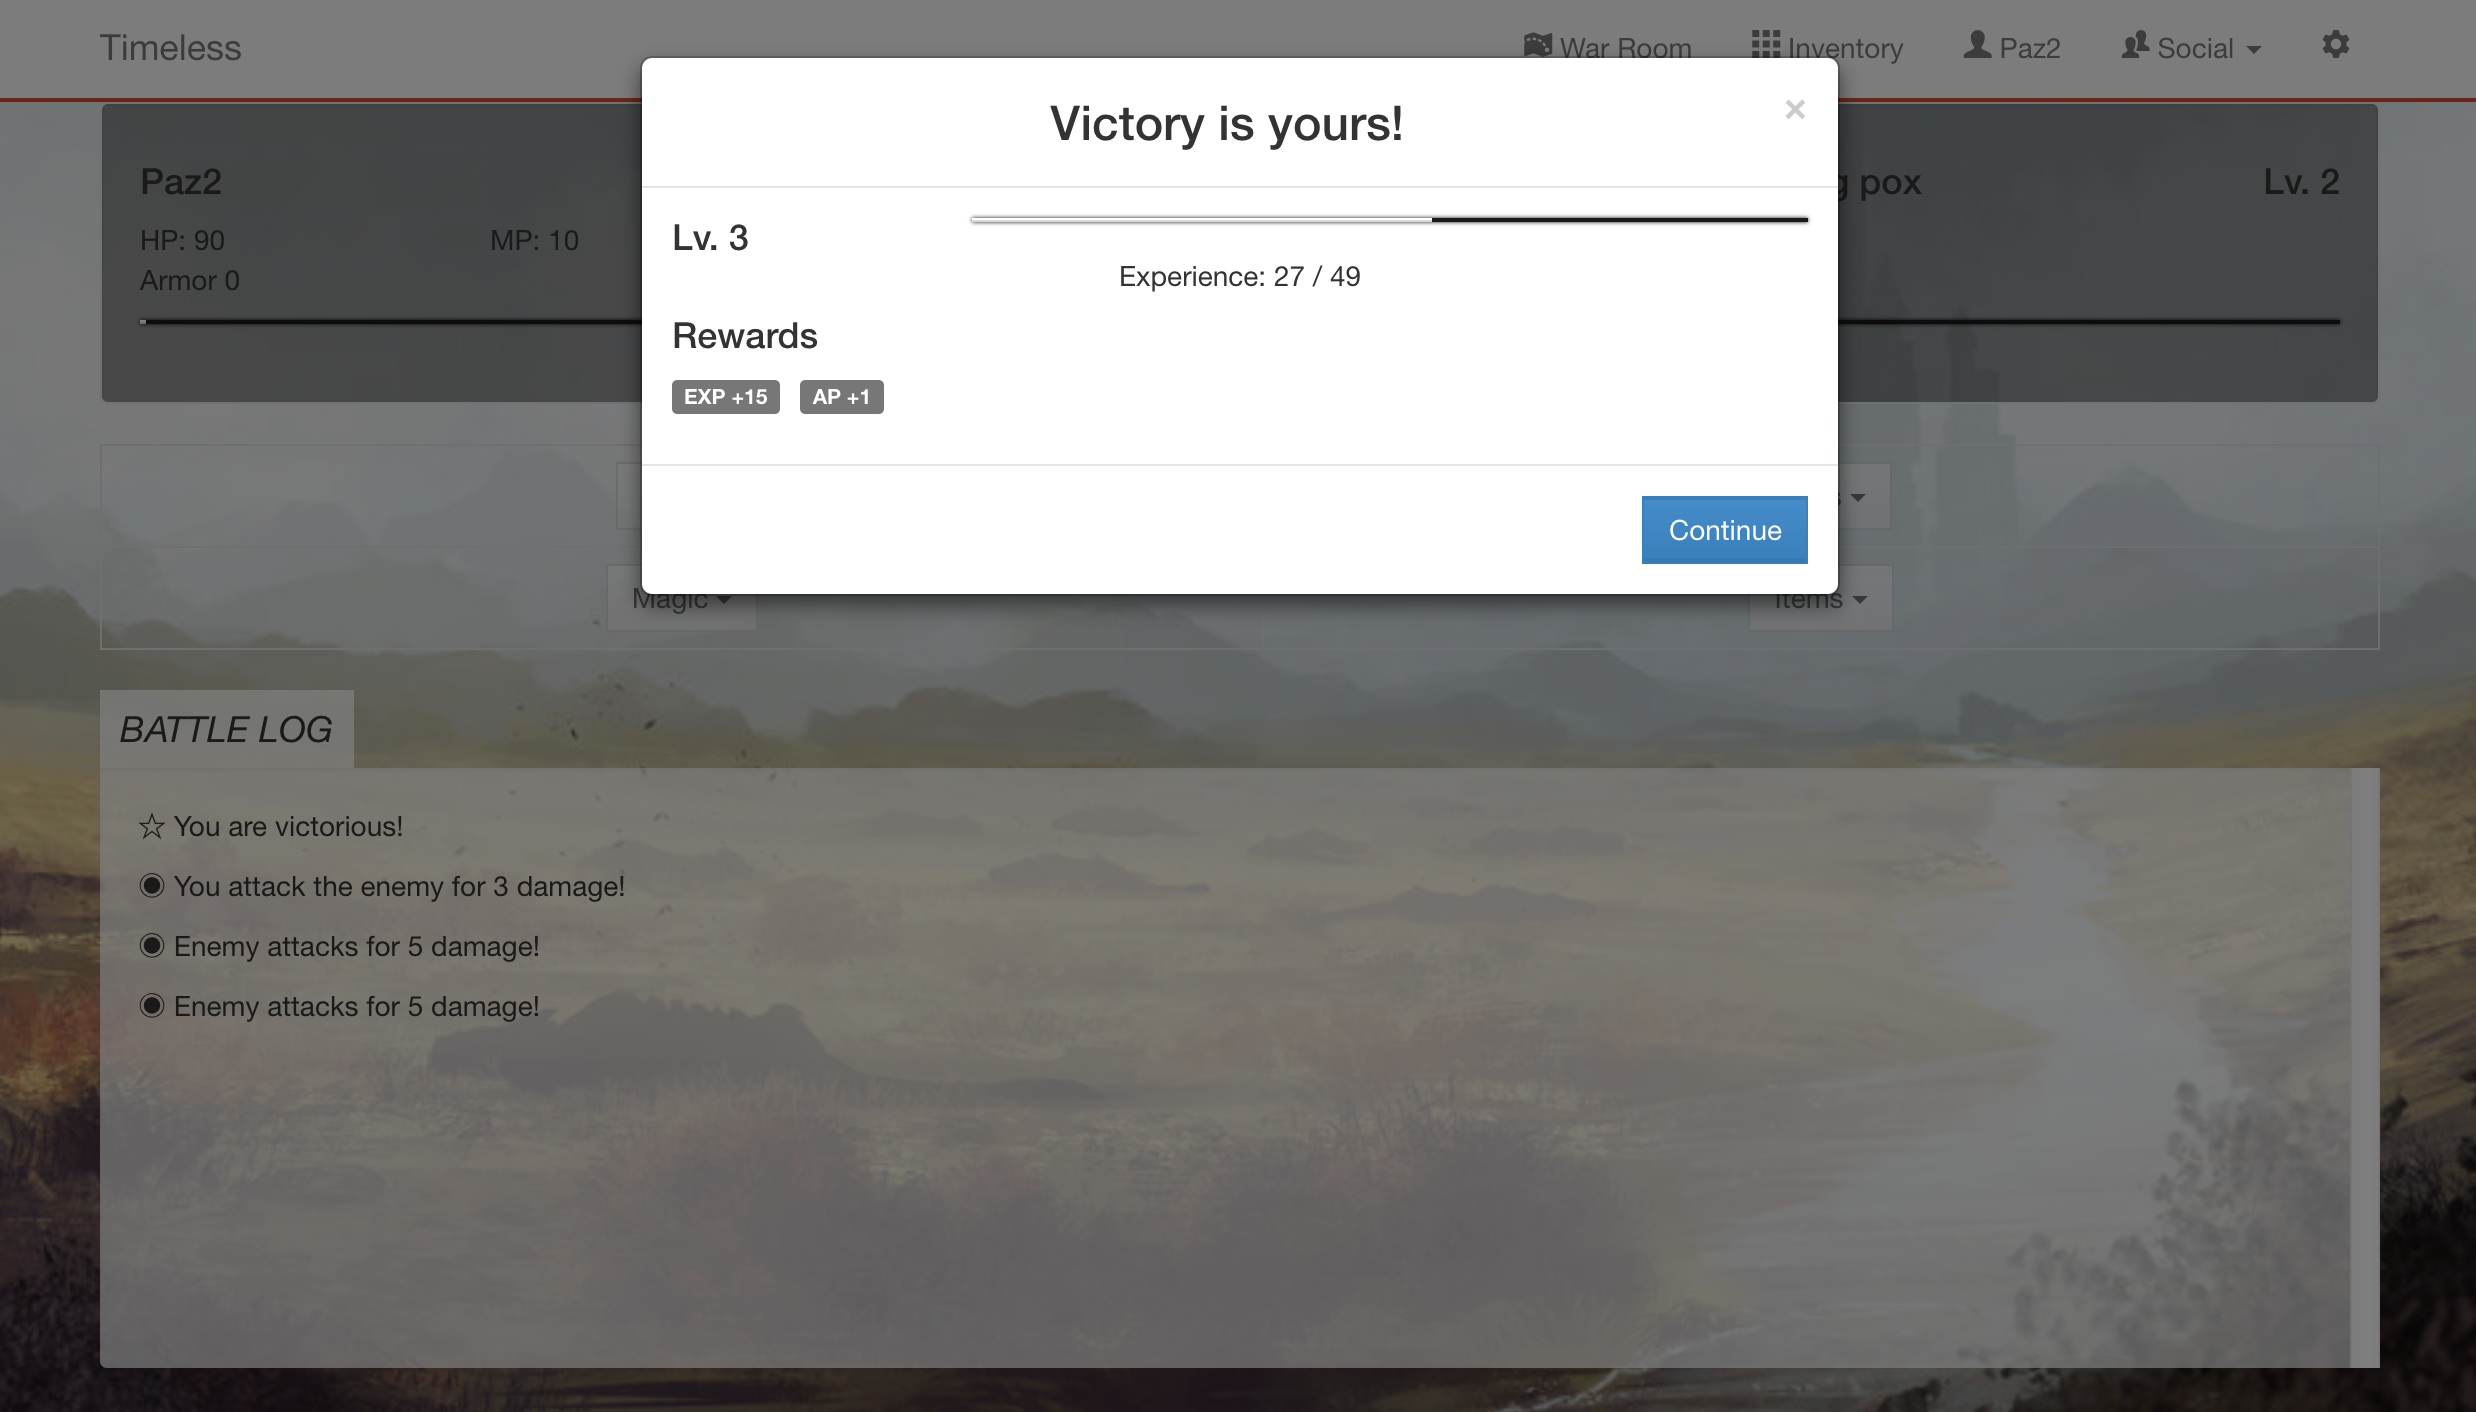 Timeless
War Room
Inventory
Paz2
Social
Victory is yours!
×
Paz2
HP: 90
MP: 10
Armor 0
pox
Lv. 2
Lv. 3
Experience: 27 / 49
Rewards
EXP +15
AP +1
Continue
Magic
Items
BATTLE LOG
☆ You are victorious!
◉ You attack the enemy for 3 damage!
◉ Enemy attacks for 5 damage!
◉ Enemy attacks for 5 damage!